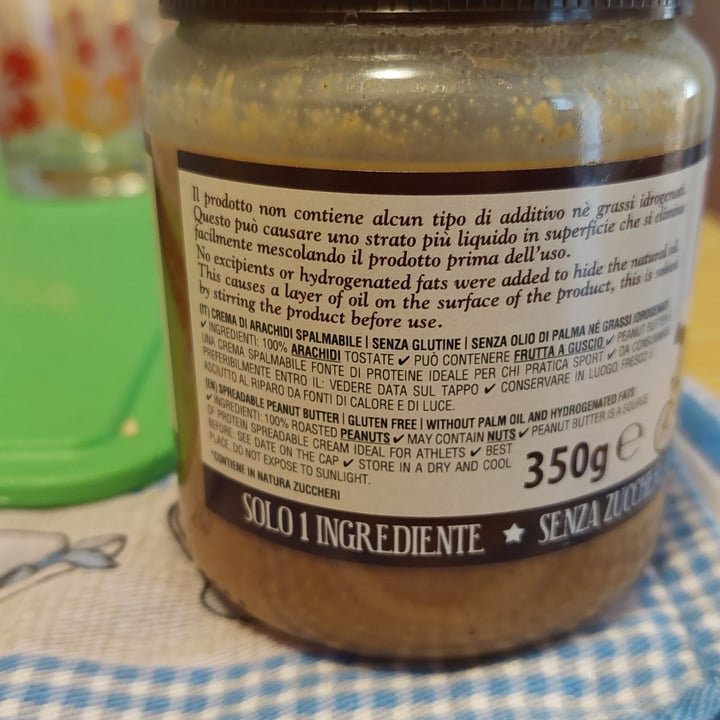 Il prodotto non contiene alcun tipo di additivo nè grassi idrogenati.
Questo può causare uno strato più liquido in superficie che si elimina
facilmente mescolando il prodotto prima dell'uso.
No excipients or hydrogenated fats were added to hide the natural oil.
This causes a layer of oil on the surface of the product, this is solved
by stirring the product before use.
(IT) CREMA DI ARACHIDI SPALMABILE | SENZA GLUTINE | SENZA OLIO DI PALMA NÉ GRASSI IDROGENATI
✔ INGREDIENTI: 100% ARACHIDI TOSTATE ✔ PUÒ CONTENERE FRUTTA A GUSCIO ✔ PEANUT BUTTER È
UNA CREMA SPALMABILE FONTE DI PROTEINE IDEALE PER CHI PRATICA SPORT ✔ DA CONSUMARSI
PREFERIBILMENTE ENTRO IL: VEDERE DATA SUL TAPPO ✔ CONSERVARE IN LUOGO FRESCO E
ASCIUTTO AL RIPARO DA FONTI DI CALORE E DI LUCE.
(EN) SPREADABLE PEANUT BUTTER | GLUTEN FREE | WITHOUT PALM OIL AND HYDROGENATED FATS
✔ INGREDIENT: 100% ROASTED PEANUTS ✔ MAY CONTAIN NUTS ✔ PEANUT BUTTER IS A SOURCE
OF PROTEIN SPREADABLE CREAM IDEAL FOR ATHLETES ✔ BEST
BEFORE: SEE DATE ON THE CAP ✔ STORE IN A DRY AND COOL
PLACE, DO NOT EXPOSE TO SUNLIGHT.
*CONTIENE IN NATURA ZUCCHERI
350g ℮
SOLO 1 INGREDIENTE ★ SENZA